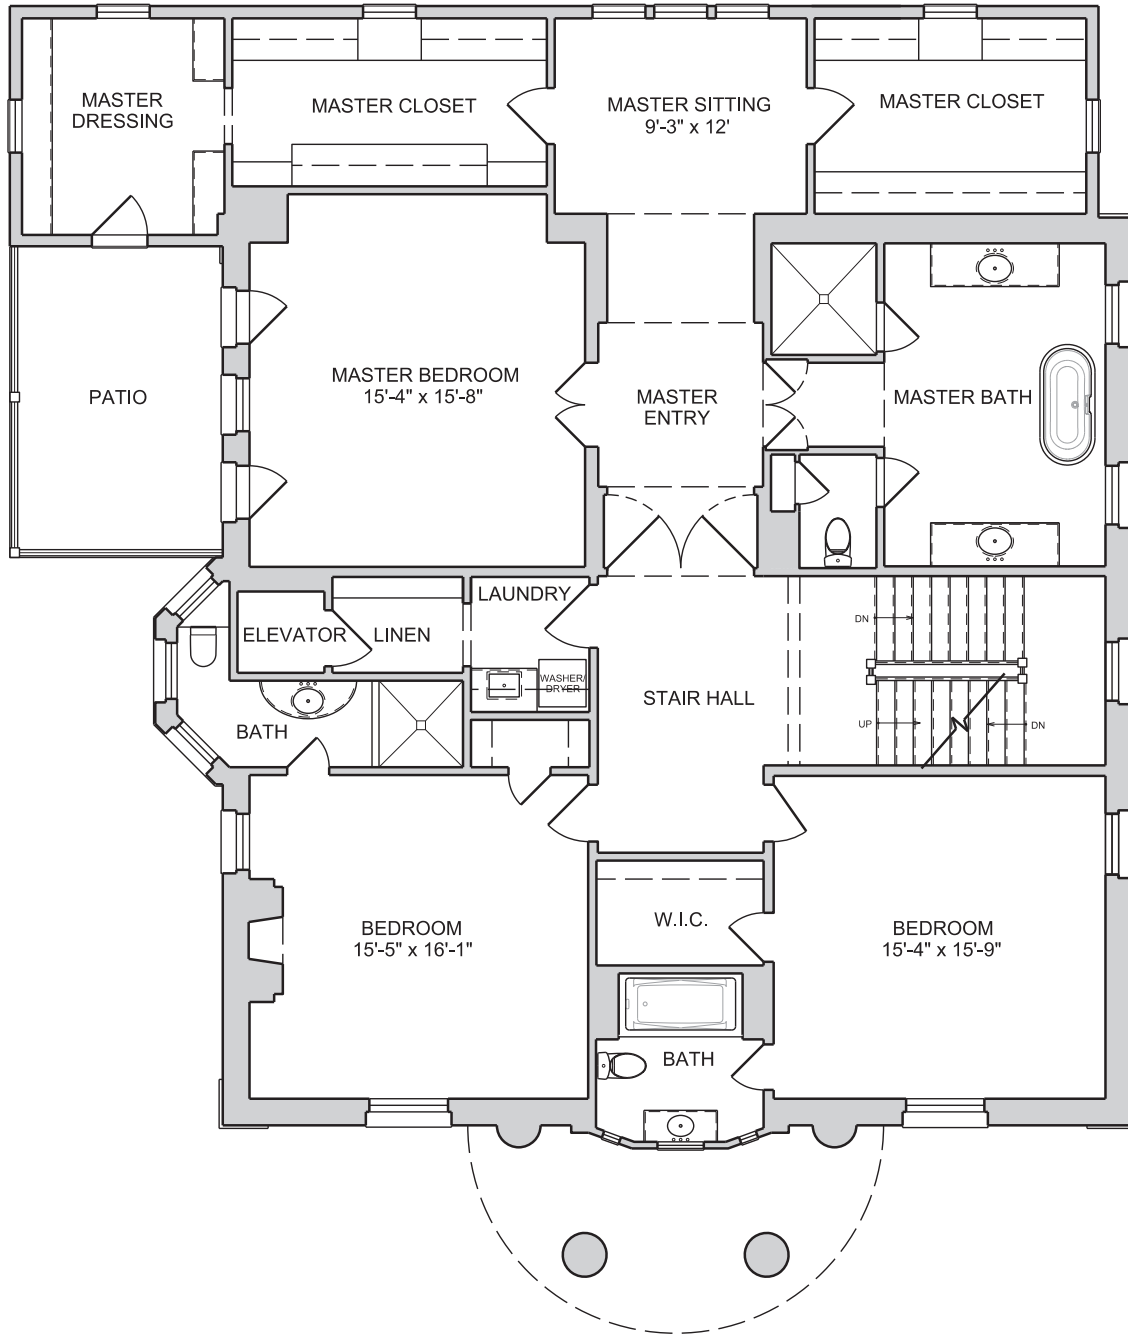 MASTER
DRESSING
MASTER CLOSET
MASTER SITTING
9'-3" x 12'
MASTER CLOSET
PATIO
MASTER BEDROOM
15'-4" x 15'-8"
MASTER
ENTRY
MASTER BATH
ELEVATOR
LINEN
LAUNDRY
WASHER/
DRYER
DN
STAIR HALL
UP
DN
BATH
BEDROOM
15'-5" x 16'-1"
W.I.C.
BEDROOM
15'-4" x 15'-9"
BATH